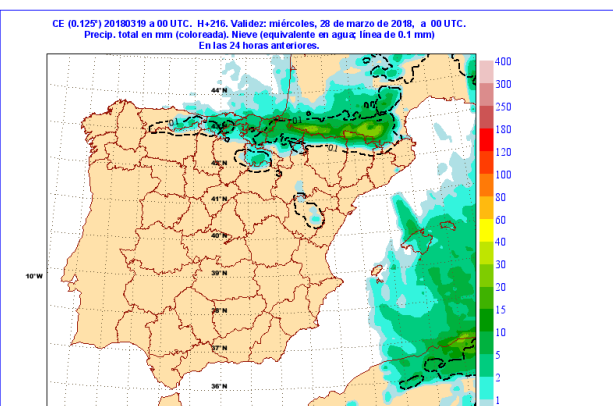 CE (0.125°) 20180319 a 00 UTC. H+216. Validez: miércoles, 28 de marzo de 2018, a 00 UTC.
Precip. total en mm (coloreada). Nieve (equivalente en agua; línea de 0.1 mm)
En las 24 horas anteriores.
400
300
250
180
120
100
80
60
40
30
20
15
10
5
2
1
44°N
42°N
41°N
40°N
39°N
38°N
37°N
36°N
10°W